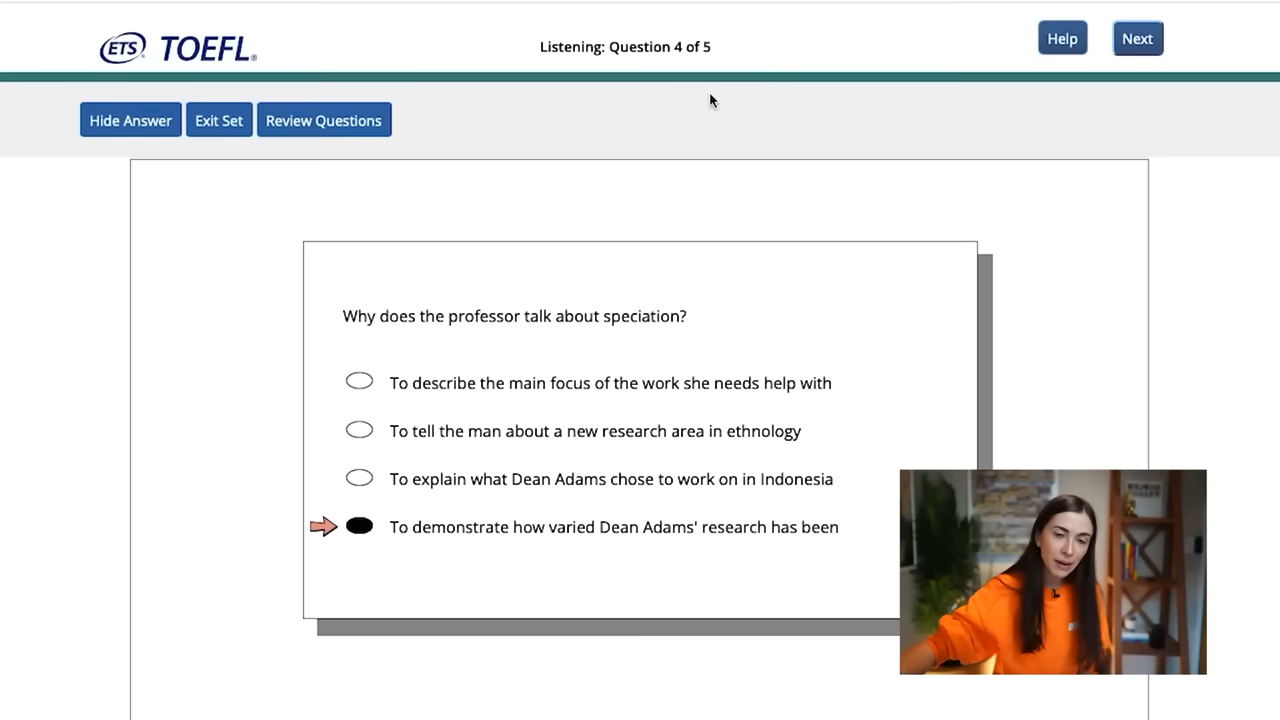 ETS TOEFL®
Listening: Question 4 of 5
Help
Next
Hide Answer
Exit Set
Review Questions
Why does the professor talk about speciation?
To describe the main focus of the work she needs help with
To tell the man about a new research area in ethnology
To explain what Dean Adams chose to work on in Indonesia
To demonstrate how varied Dean Adams' research has been